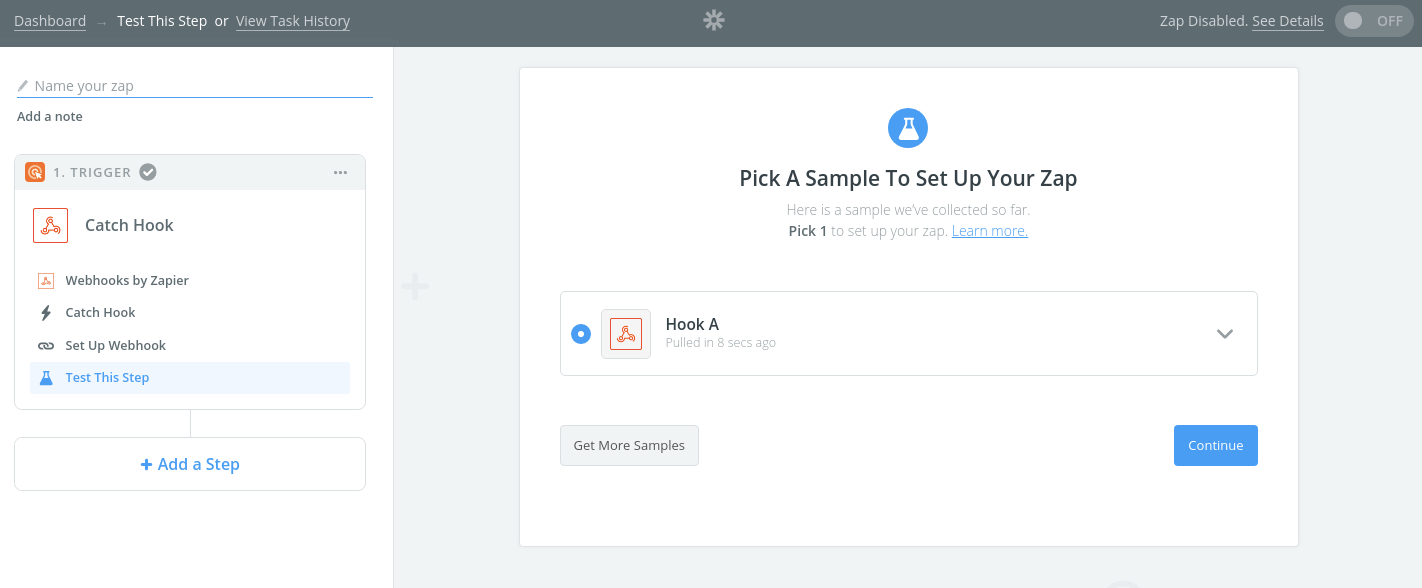 Dashboard → Test This Step or View Task History
Zap Disabled. See Details OFF
Name your zap
Add a note
1. TRIGGER
Catch Hook
Webhooks by Zapier
Catch Hook
Set Up Webhook
Test This Step
+ Add a Step
Pick A Sample To Set Up Your Zap
Here is a sample we've collected so far.
Pick 1 to set up your zap. Learn more.
Hook A
Pulled in 8 secs ago
Get More Samples
Continue